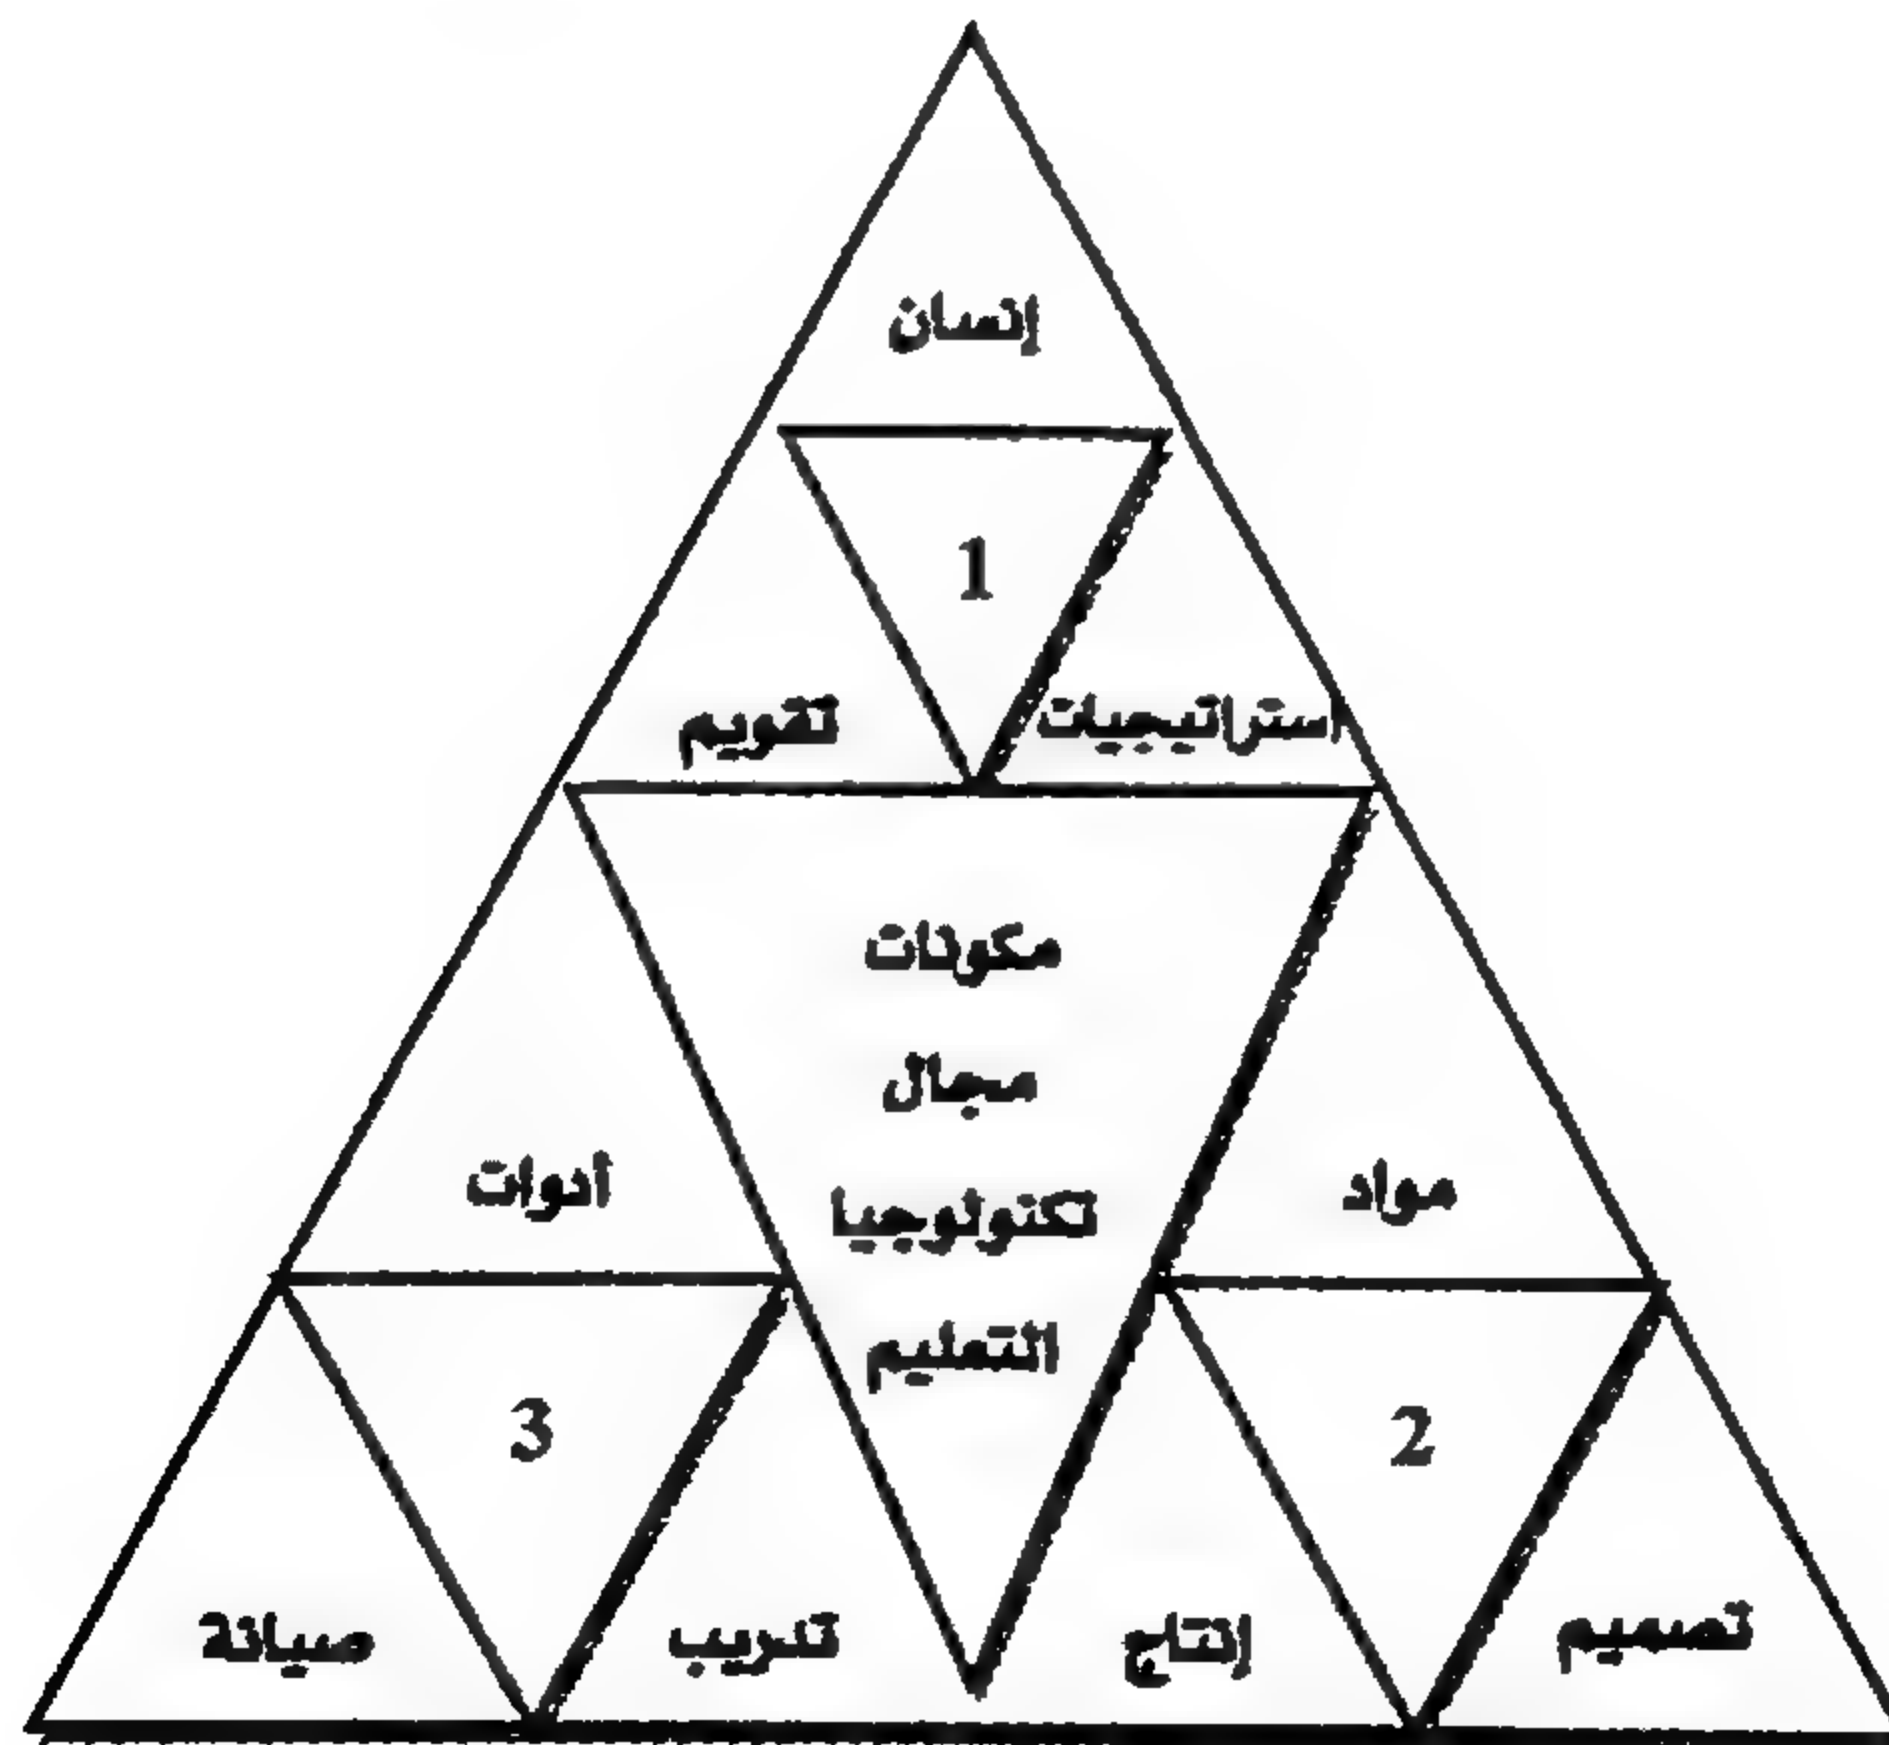 إنسان
1
استراتيجيات
تقويم
مكونات
مجال
تكنولوجيا
التعليم
مواد
أدوات
2
3
تصميم
إنتاج
تدريب
صيانة